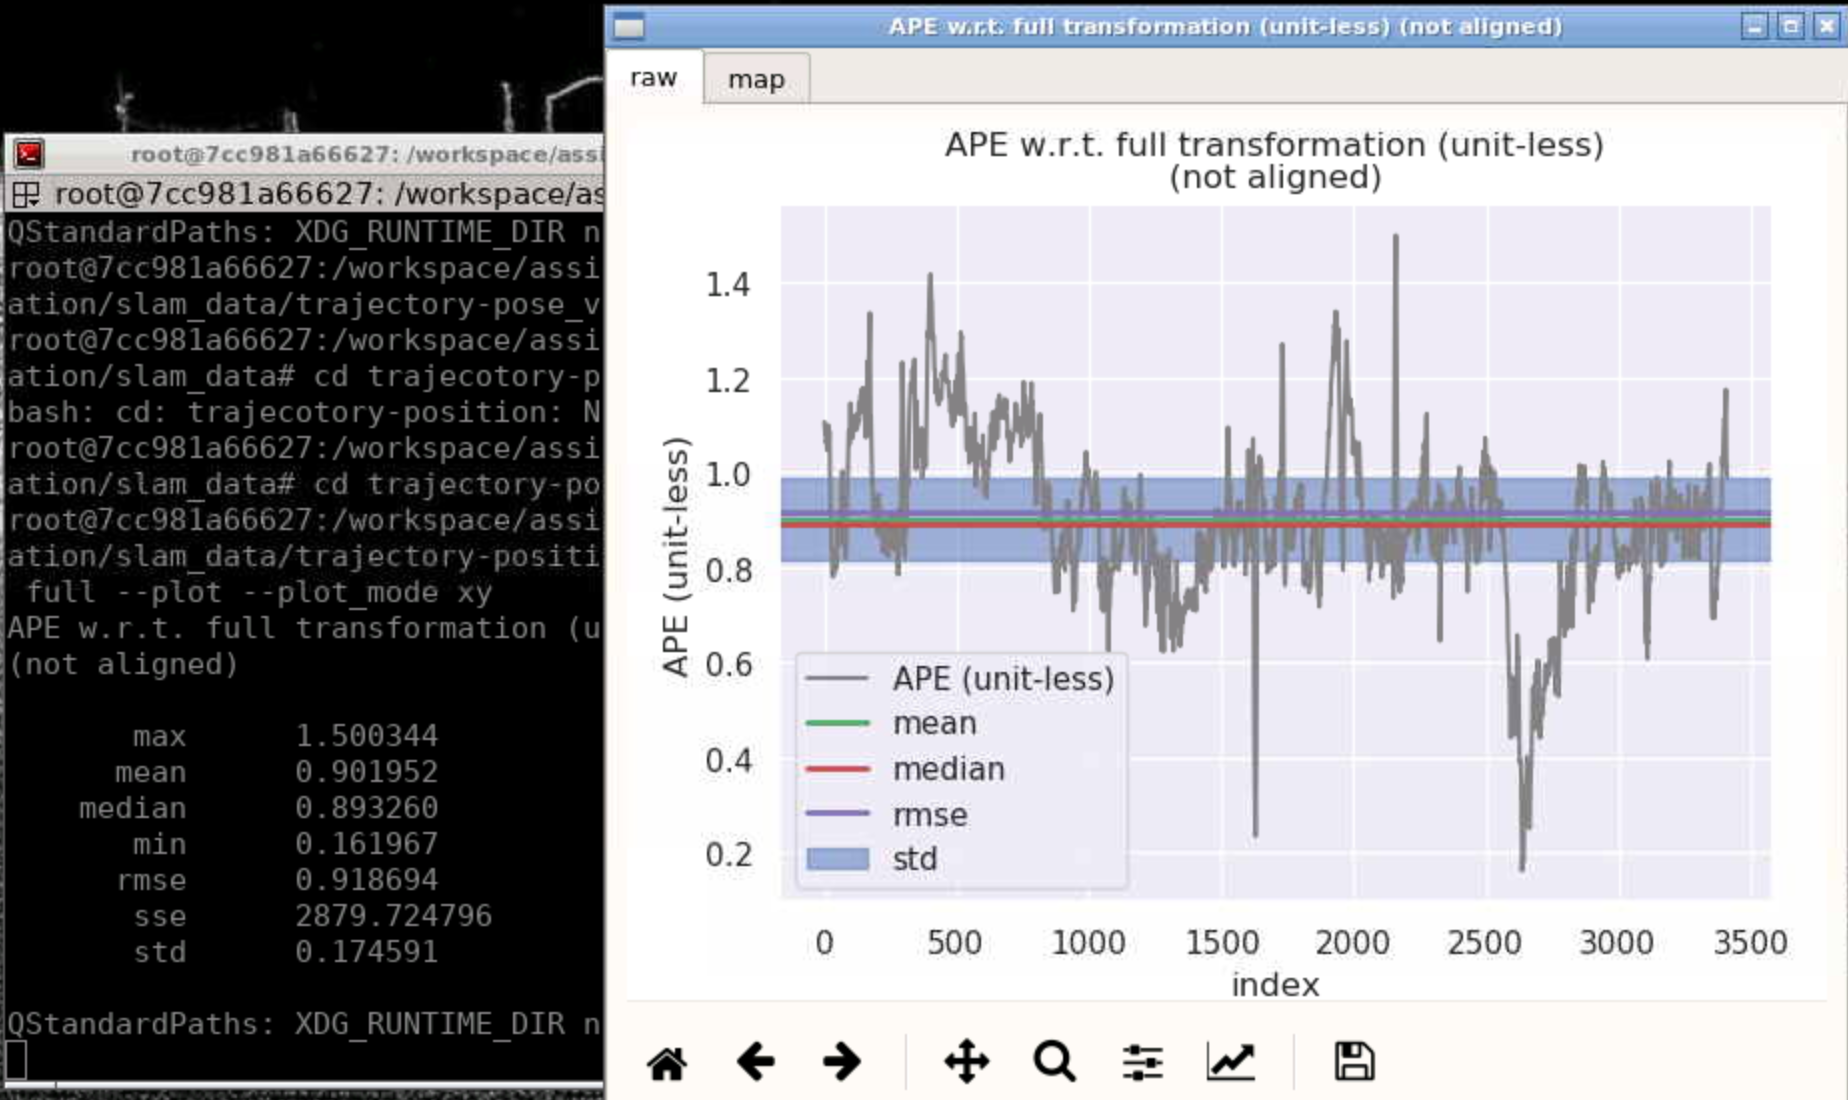 root@7cc981a66627: /workspace/assi
root@7cc981a66627: /workspace/as
QStandardPaths: XDG_RUNTIME_DIR n
root@7cc981a66627:/workspace/assi
ation/slam_data/trajectory-pose_v
root@7cc981a66627:/workspace/assi
ation/slam_data# cd trajecotory-p
bash: cd: trajecotory-position: N
root@7cc981a66627:/workspace/assi
ation/slam_data# cd trajectory-po
root@7cc981a66627:/workspace/assi
ation/slam_data/trajectory-positi
full --plot --plot_mode xy
APE w.r.t. full transformation (u
(not aligned)
max 1.500344
mean 0.901952
median 0.893260
min 0.161967
rmse 0.918694
sse 2879.724796
std 0.174591
QStandardPaths: XDG_RUNTIME_DIR n
APE w.r.t. full transformation (unit-less) (not aligned)
raw map
APE w.r.t. full transformation (unit-less)
(not aligned)
APE (unit-less)
1.4
1.2
1.0
0.8
0.6
0.4
0.2
APE (unit-less)
mean
median
rmse
std
0 500 1000 1500 2000 2500 3000 3500
index